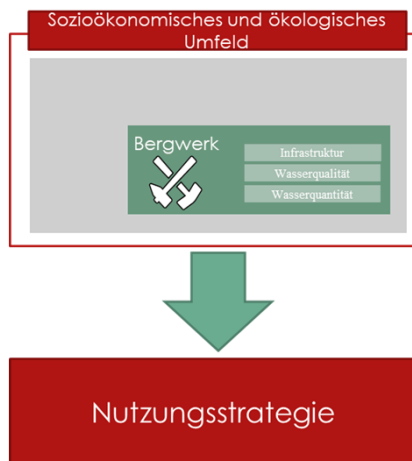 Sozioökonomisches und ökologisches
Umfeld
Bergwerk
Infrastruktur
Wasserqualität
Wasserquantität
Nutzungsstrategie